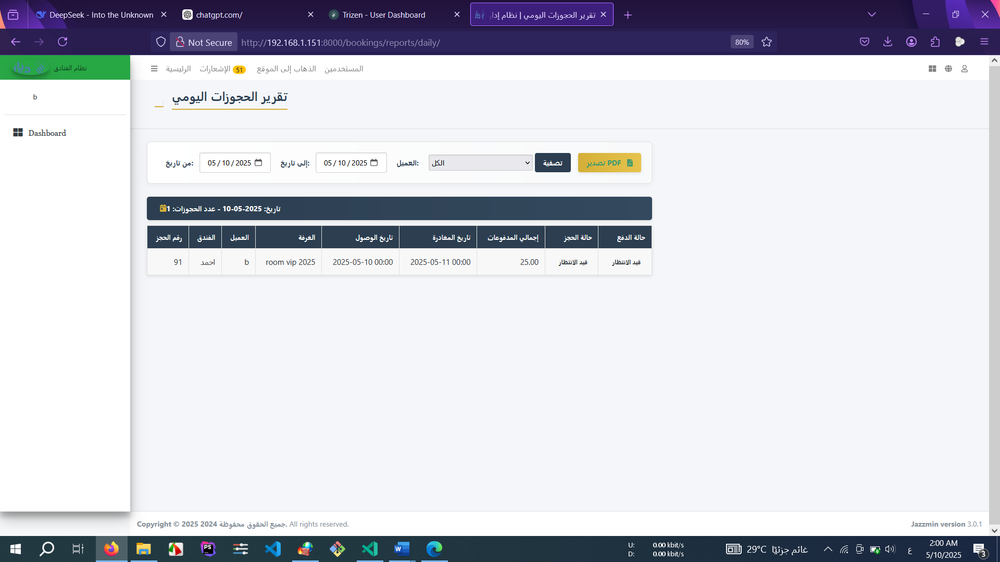 DeepSeek - Into the Unknown
chatgpt.com/
Trizen - User Dashboard
تقرير الحجوزات اليومي | نظام إدار
Not Secure
http://192.168.1.151:8000/bookings/reports/daily/
80%
نظام الفنادق
الرئيسية
الإشعارات 51
الذهاب إلى الموقع
المستخدمين
b
Dashboard
تقرير الحجوزات اليومي
من تاريخ:
05 / 10 / 2025
إلى تاريخ:
05 / 10 / 2025
العميل:
الكل
تصفية
تصدير PDF
تاريخ: 2025-05-10 - عدد الحجوزات: 1
رقم الحجز
الفندق
العميل
الغرفة
تاريخ الوصول
تاريخ المغادرة
إجمالي المدفوعات
حالة الحجز
حالة الدفع
91
احمد
b
room vip 2025
2025-05-10 00:00
2025-05-11 00:00
25.00
قيد الانتظار
قيد الانتظار
Copyright © 2025 2024 جميع الحقوق محفوظة. All rights reserved.
Jazzmin version 3.0.1
U: 0.00 kbit/s
D: 0.00 kbit/s
29°C غائم جزئيًا
ع
2:00 AM
5/10/2025
3
PS
W